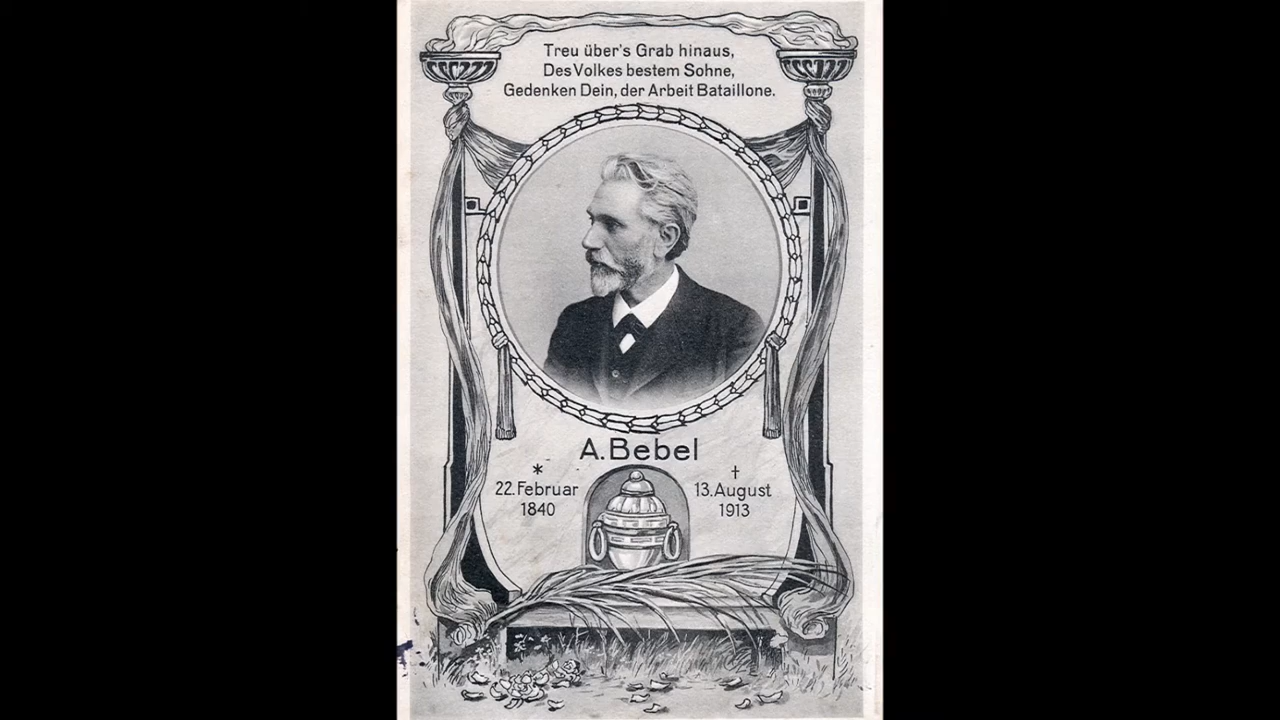 Treu über's Grab hinaus,
Des Volkes bestem Sohne,
Gedenken Dein, der Arbeit Bataillone.
A. Bebel
* †
22. Februar 13. August
1840 1913